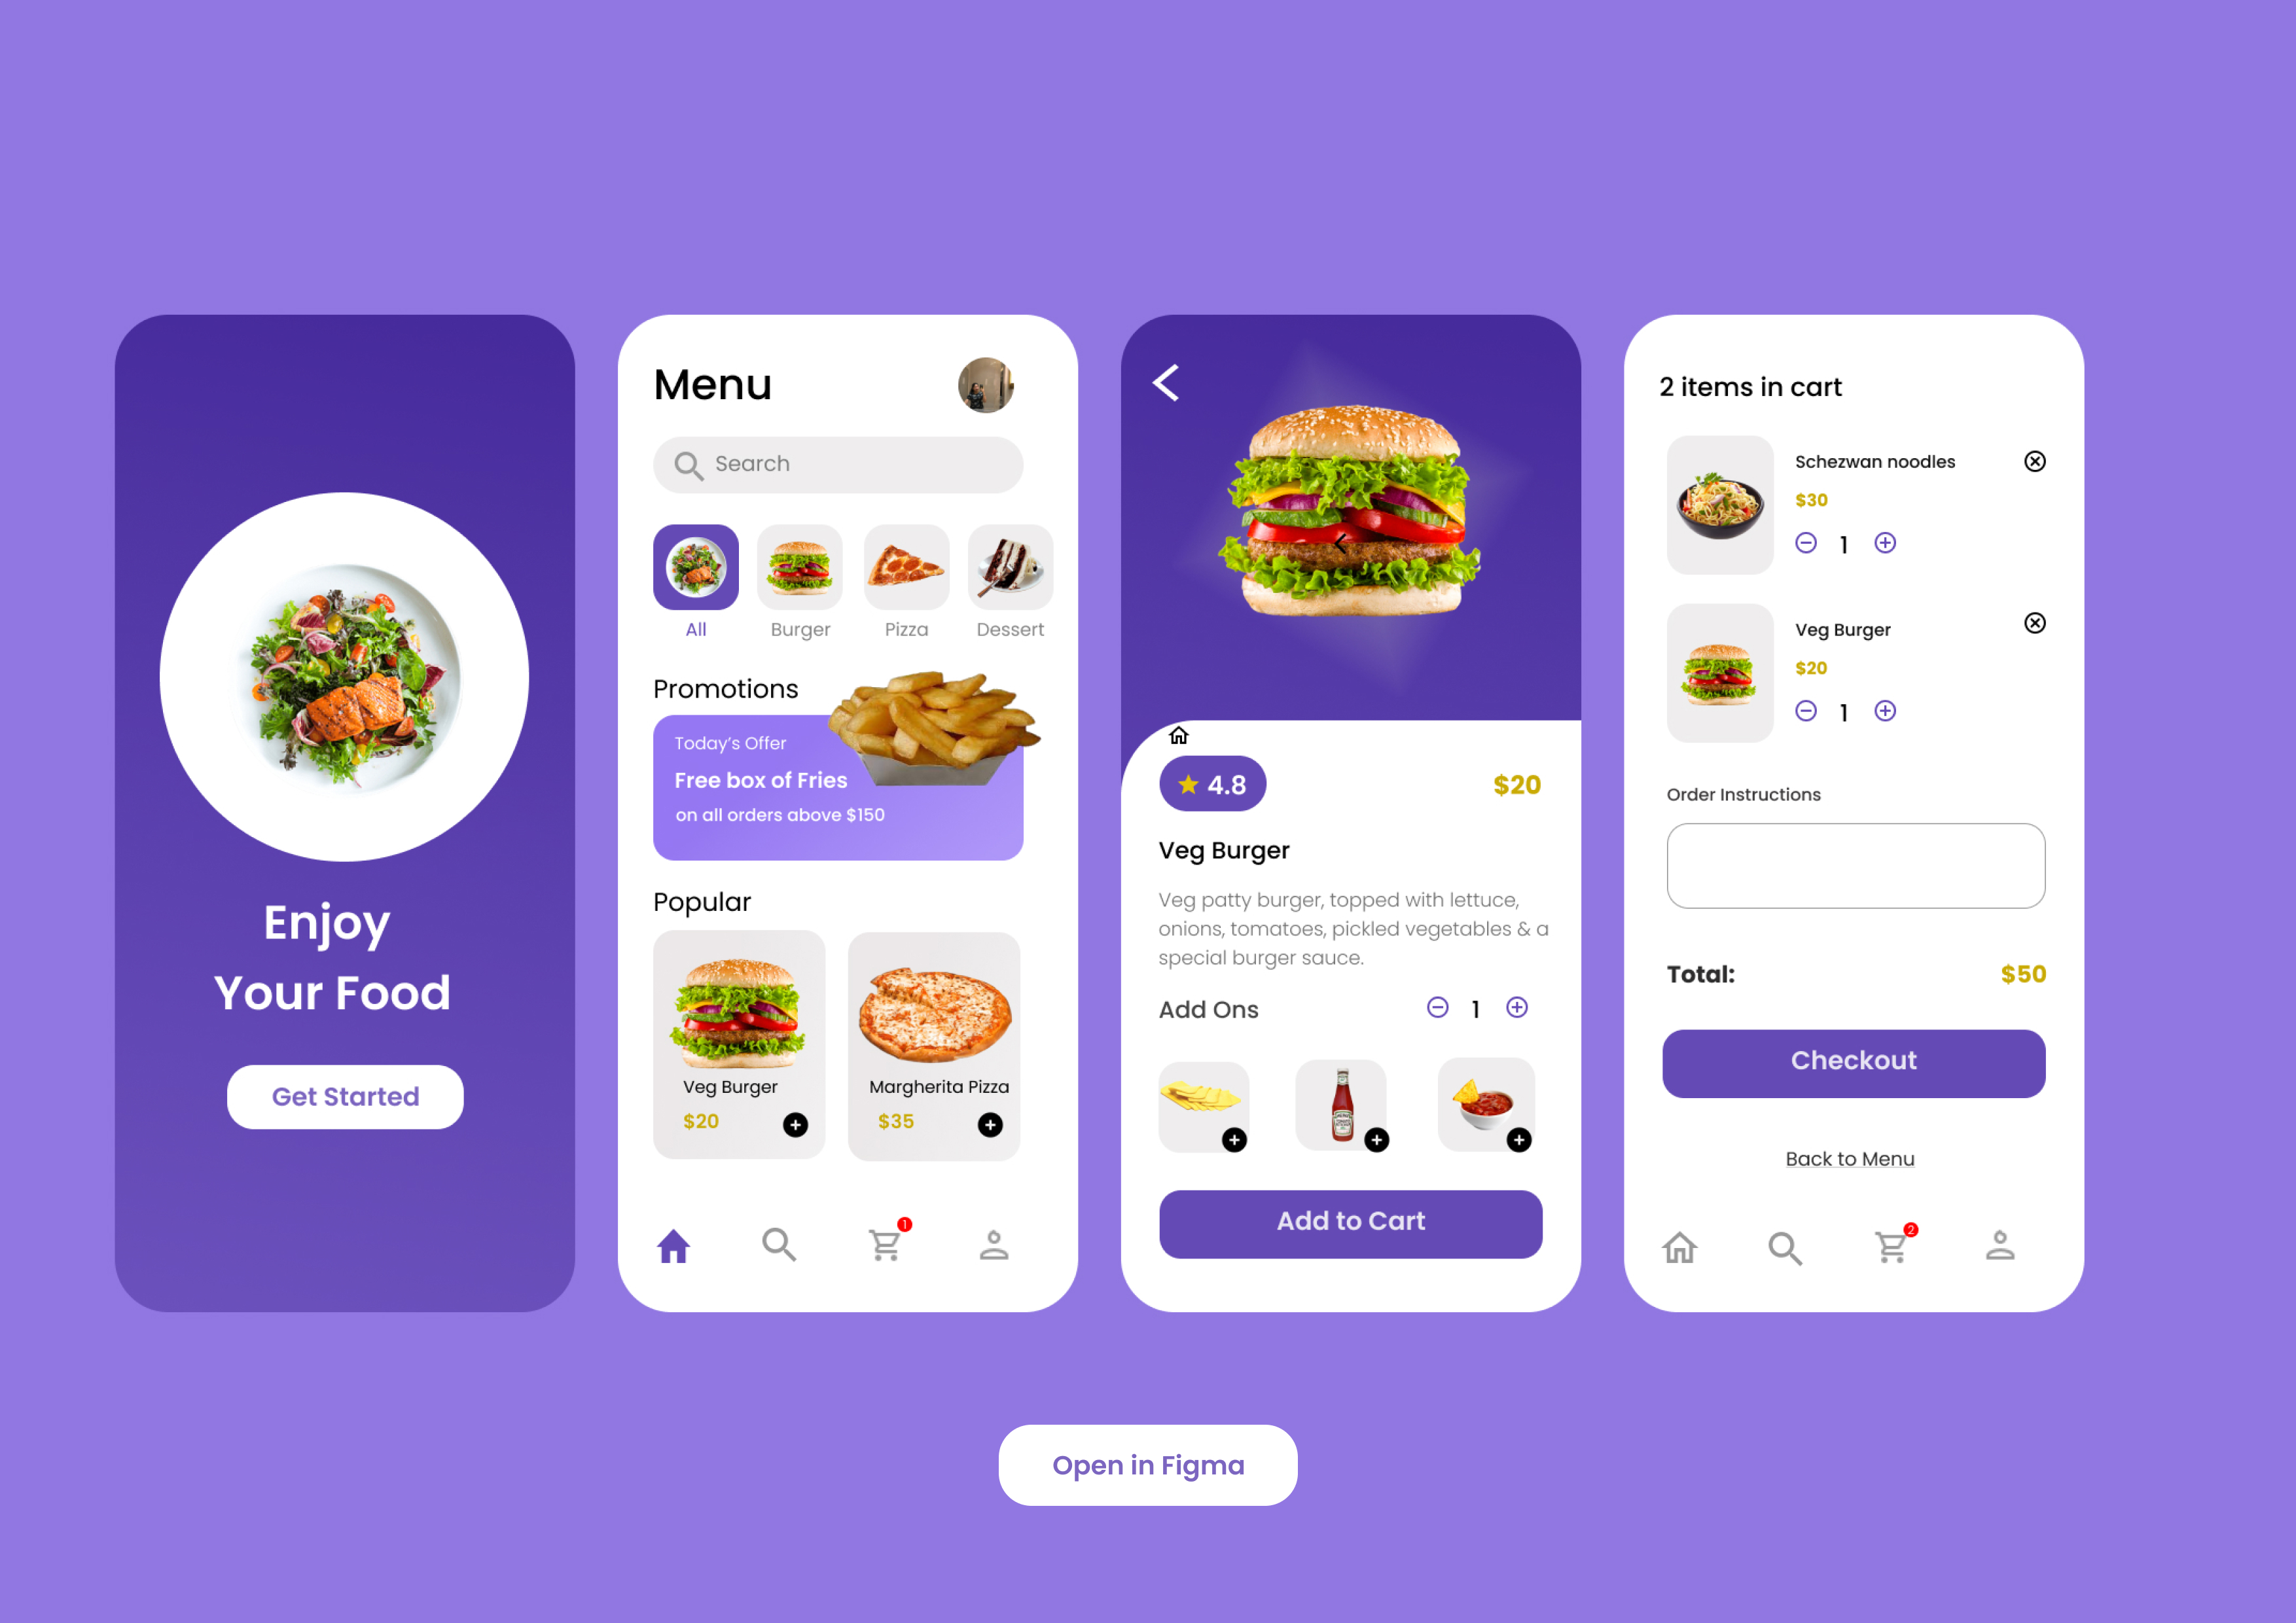 Enjoy
Your Food
Get Started
Menu
Search
All
Burger
Pizza
Dessert
Promotions
Today's Offer
Free box of Fries
on all orders above $150
Popular
Veg Burger
$20
Margherita Pizza
$35
1
4.8
$20
Veg Burger
Veg patty burger, topped with lettuce,
onions, tomatoes, pickled vegetables & a
special burger sauce.
Add Ons
1
Add to Cart
2 items in cart
Schezwan noodles
$30
1
Veg Burger
$20
1
Order Instructions
Total:
$50
Checkout
Back to Menu
2
Open in Figma